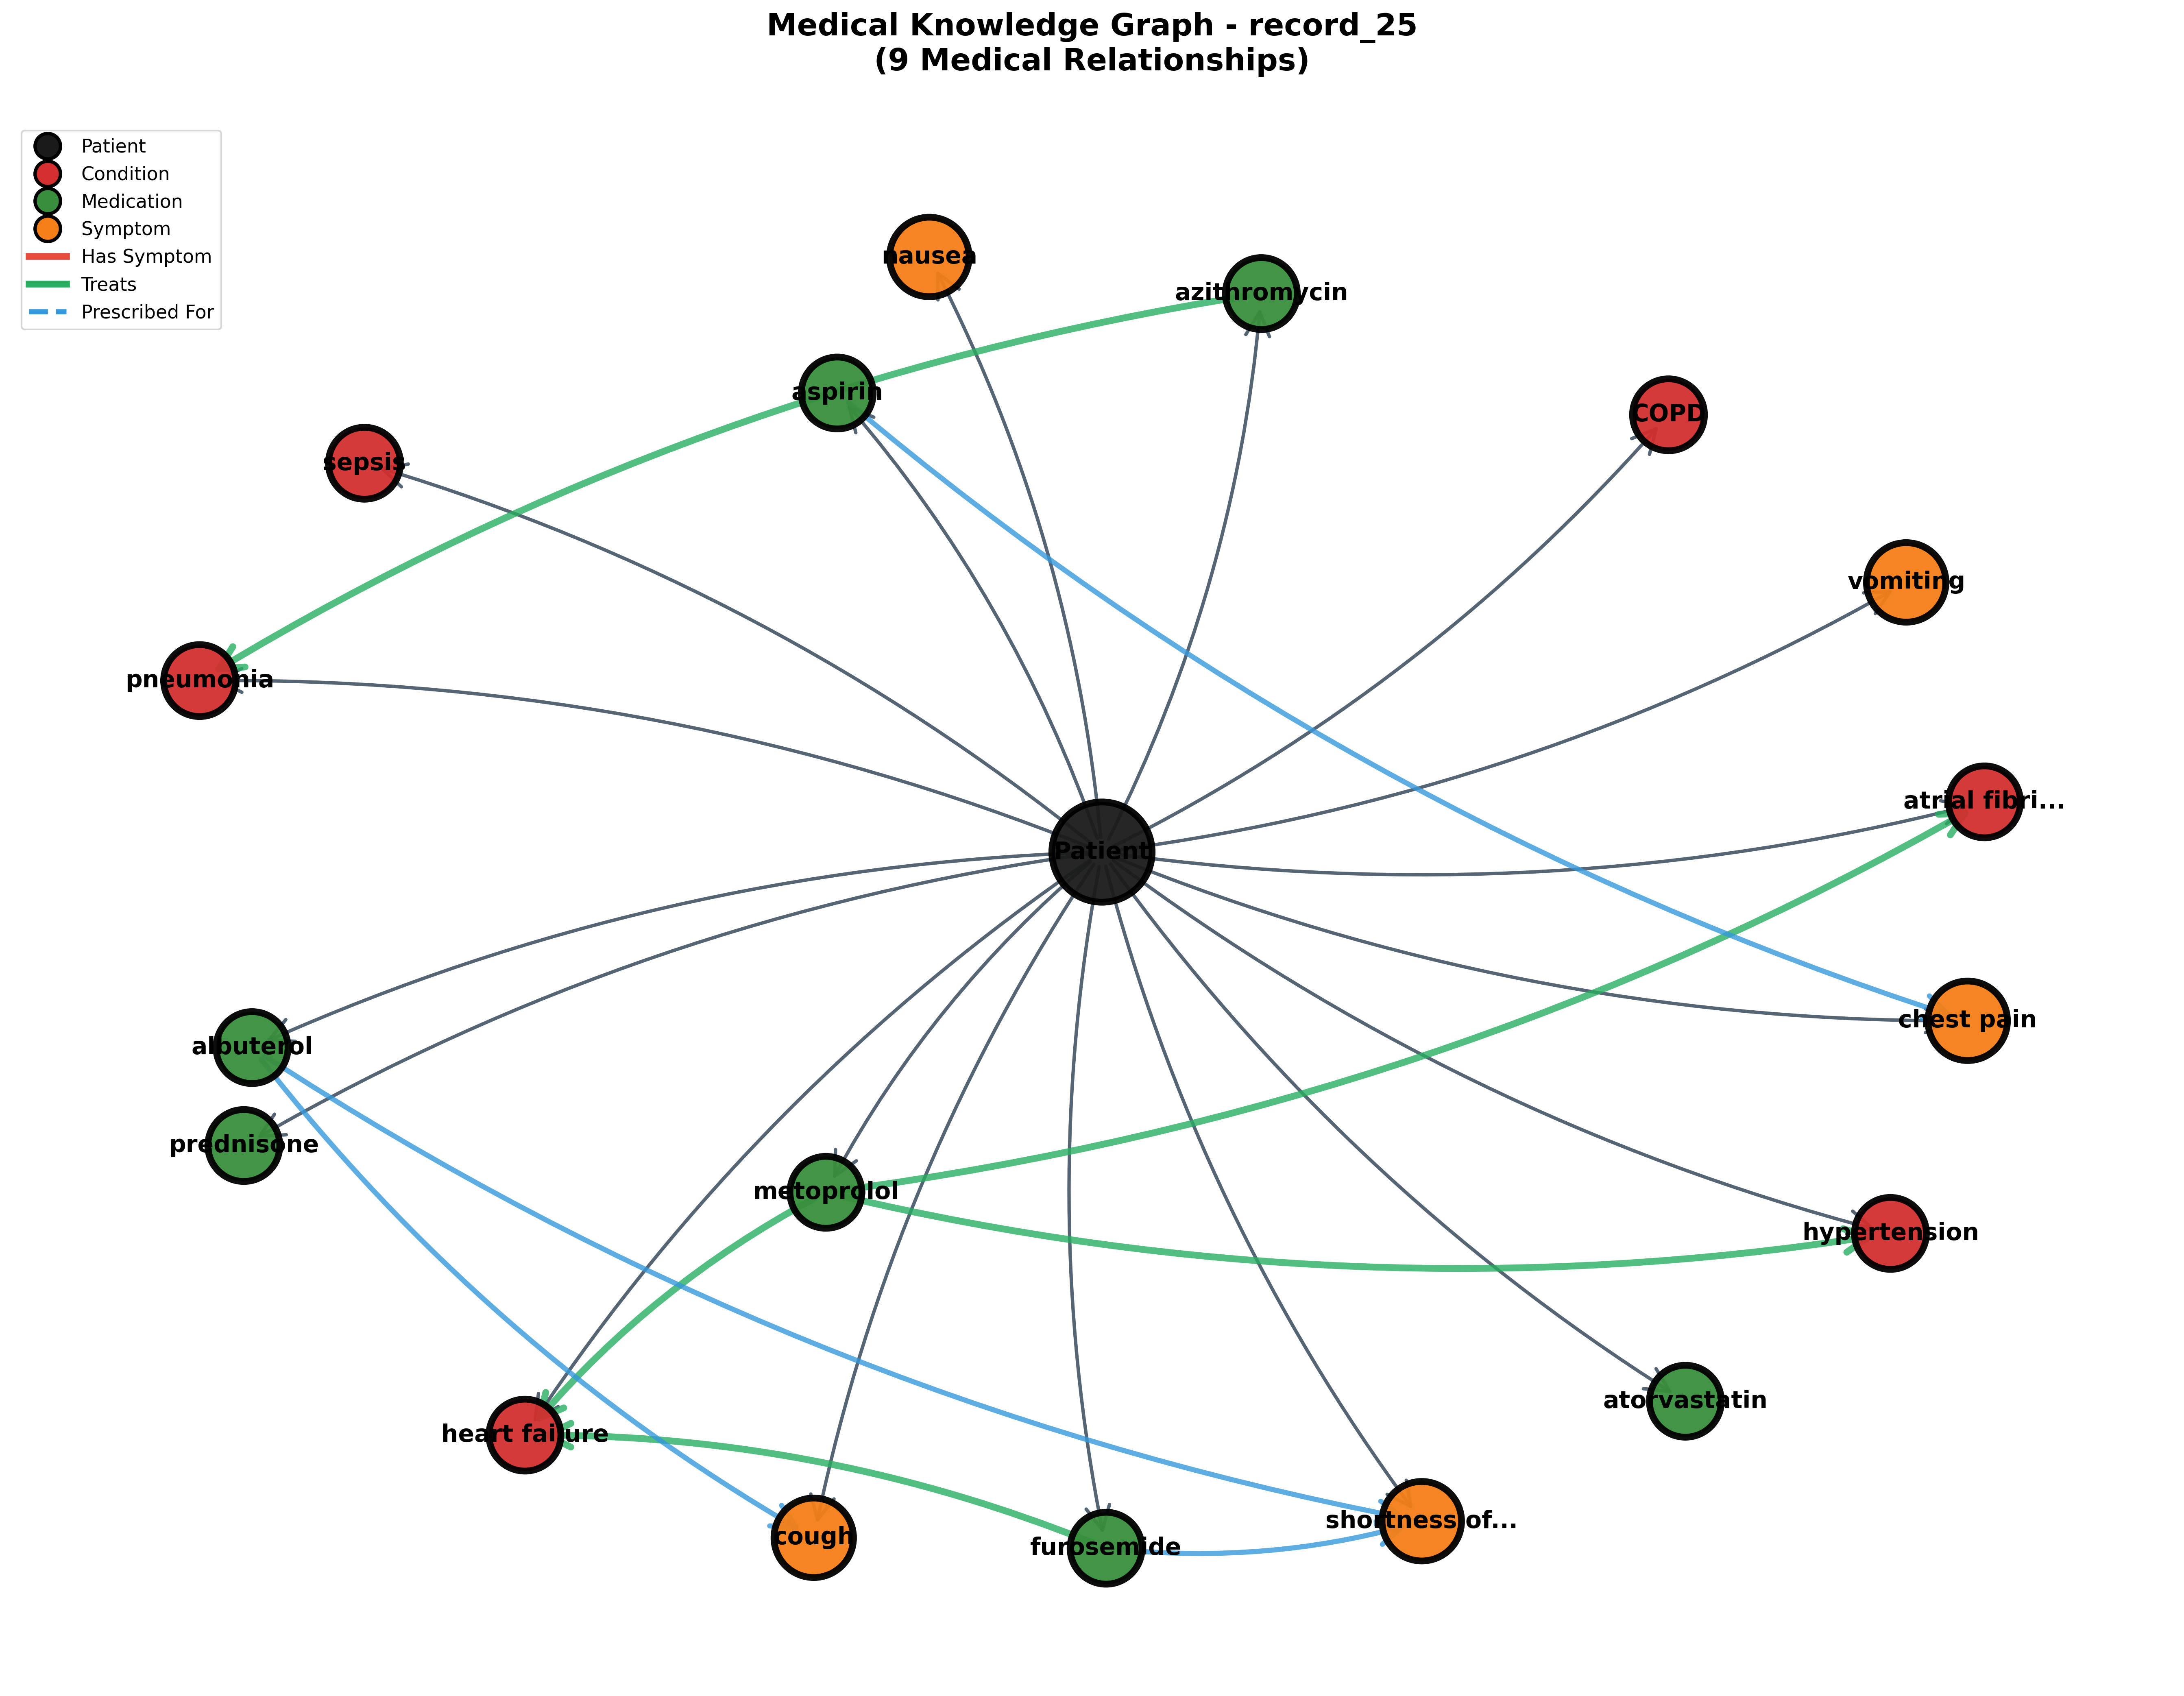 Medical Knowledge Graph - record_25
(9 Medical Relationships)
Patient
Condition
Medication
Symptom
Has Symptom
Treats
Prescribed For
nausea
azithromycin
aspirin
COPD
sepsis
vomiting
pneumonia
atrial fibri...
Patient
chest pain
albuterol
prednisone
metoprolol
hypertension
atorvastatin
heart failure
shortness of...
cough
furosemide